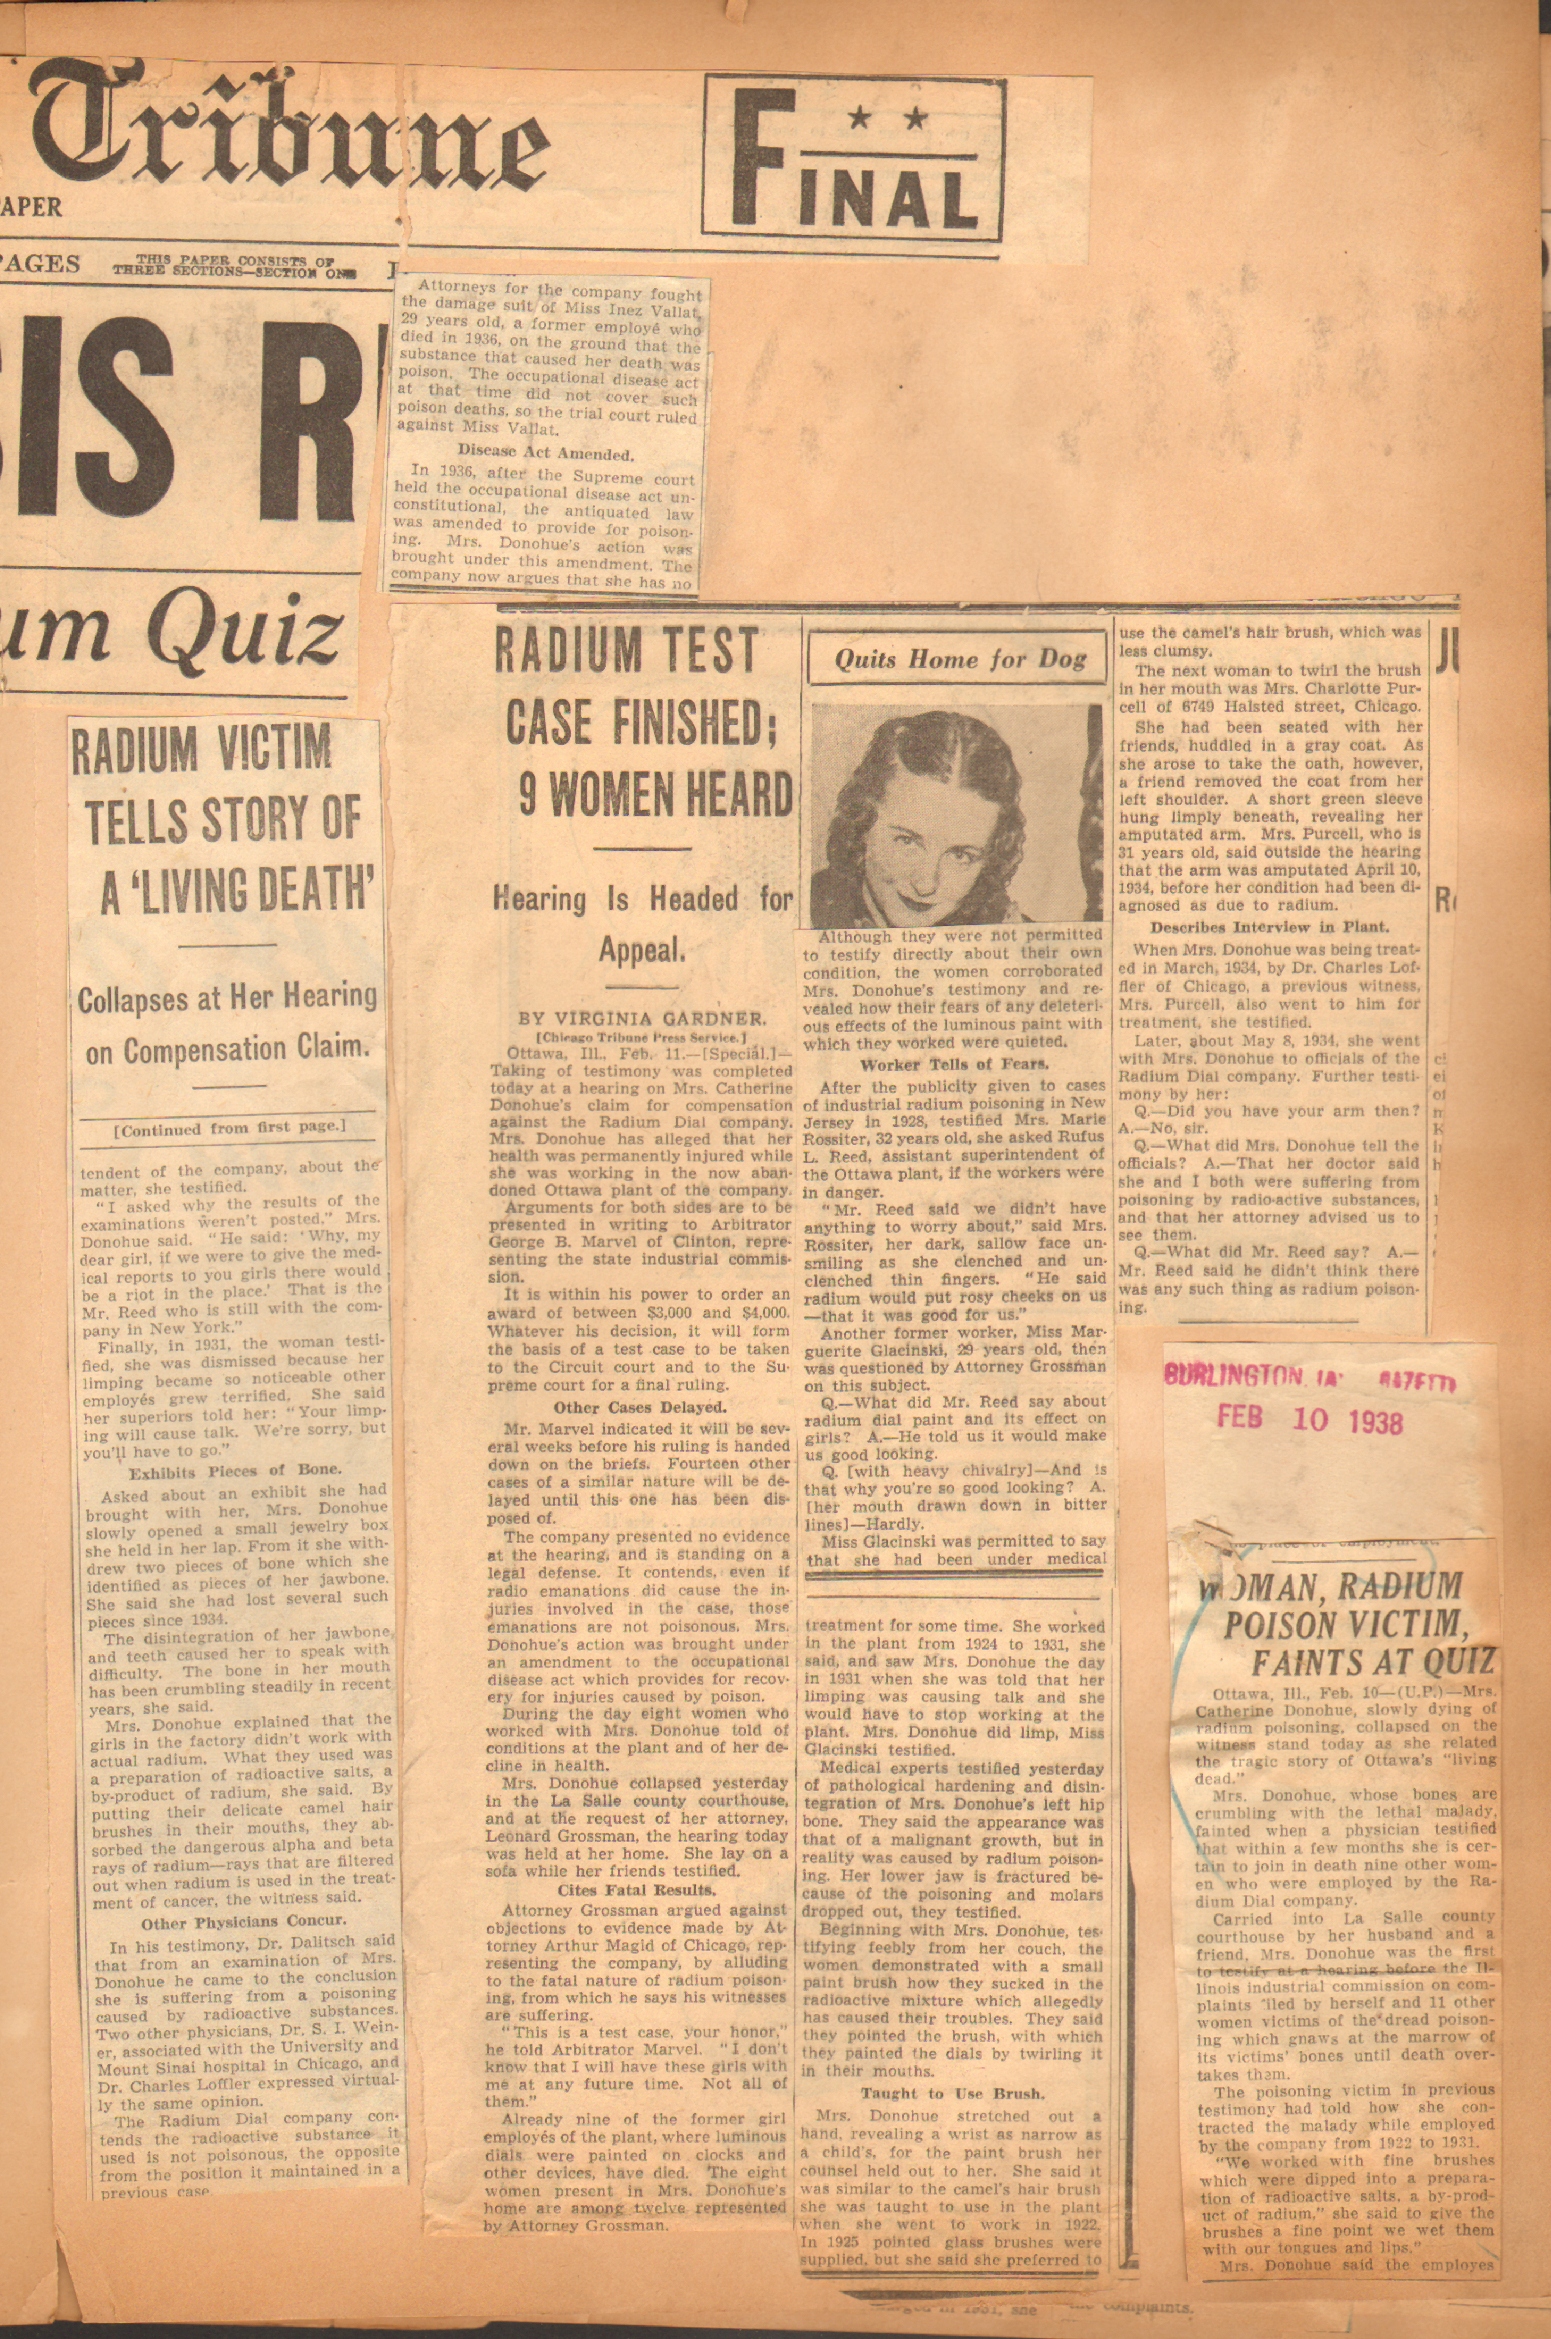 Tribune
FINAL
APER
PAGES
THIS PAPER CONSISTS OF
THREE SECTIONS—SECTION ONE
IS R
um Quiz
Attorneys for the company fought
the damage suit of Miss Inez Vallat,
29 years old, a former employé who
died in 1936, on the ground that the
substance that caused her death was
poison. The occupational disease act
at that time did not cover such
poison deaths, so the trial court ruled
against Miss Vallat.
Disease Act Amended.
In 1936, after the Supreme court
held the occupational disease act un-
constitutional, the antiquated law
was amended to provide for poison-
ing. Mrs. Donohue's action was
brought under this amendment. The
company now argues that she has no
RADIUM VICTIM
TELLS STORY OF
A 'LIVING DEATH'
Collapses at Her Hearing
on Compensation Claim.
[Continued from first page.]
tendent of the company, about the
matter, she testified.
"I asked why the results of the
examinations weren't posted," Mrs.
Donohue said. "He said: 'Why, my
dear girl, if we were to give the med-
ical reports to you girls there would
be a riot in the place.' That is the
Mr. Reed who is still with the com-
pany in New York."
Finally, in 1931, the woman testi-
fied, she was dismissed because her
limping became so noticeable other
employés grew terrified. She said
her superiors told her: "Your limp-
ing will cause talk. We're sorry, but
you'll have to go."
Exhibits Pieces of Bone.
Asked about an exhibit she had
brought with her, Mrs. Donohue
slowly opened a small jewelry box
she held in her lap. From it she with-
drew two pieces of bone which she
identified as pieces of her jawbone.
She said she had lost several such
pieces since 1934.
The disintegration of her jawbone
and teeth caused her to speak with
difficulty. The bone in her mouth
has been crumbling steadily in recent
years, she said.
Mrs. Donohue explained that the
girls in the factory didn't work with
actual radium. What they used was
a preparation of radioactive salts, a
by-product of radium, she said. By
putting their delicate camel hair
brushes in their mouths, they ab-
sorbed the dangerous alpha and beta
rays of radium—rays that are filtered
out when radium is used in the treat-
ment of cancer, the witness said.
Other Physicians Concur.
In his testimony, Dr. Dalitsch said
that from an examination of Mrs.
Donohue he came to the conclusion
she is suffering from a poisoning
caused by radioactive substances.
Two other physicians, Dr. S. I. Wein-
er, associated with the University and
Mount Sinai hospital in Chicago, and
Dr. Charles Loffler expressed virtual-
ly the same opinion.
The Radium Dial company con-
tends the radioactive substance it
used is not poisonous, the opposite
from the position it maintained in a
previous case.
RADIUM TEST
CASE FINISHED;
9 WOMEN HEARD
Hearing Is Headed for
Appeal.
BY VIRGINIA GARDNER.
[Chicago Tribune Press Service.]
Ottawa, Ill., Feb. 11.—[Special.]—
Taking of testimony was completed
today at a hearing on Mrs. Catherine
Donohue's claim for compensation
against the Radium Dial company.
Mrs. Donohue has alleged that her
health was permanently injured while
she was working in the now aban-
doned Ottawa plant of the company.
Arguments for both sides are to be
presented in writing to Arbitrator
George B. Marvel of Clinton, repre-
senting the state industrial commis-
sion.
It is within his power to order an
award of between $3,000 and $4,000.
Whatever his decision, it will form
the basis of a test case to be taken
to the Circuit court and to the Su-
preme court for a final ruling.
Other Cases Delayed.
Mr. Marvel indicated it will be sev-
eral weeks before his ruling is handed
down on the briefs. Fourteen other
cases of a similar nature will be de-
layed until this one has been dis-
posed of.
The company presented no evidence
at the hearing, and is standing on a
legal defense. It contends, even if
radio emanations did cause the in-
juries involved in the case, those
emanations are not poisonous. Mrs.
Donohue's action was brought under
an amendment to the occupational
disease act which provides for recov-
ery for injuries caused by poison.
During the day eight women who
worked with Mrs. Donohue told of
conditions at the plant and of her de-
cline in health.
Mrs. Donohue collapsed yesterday
in the La Salle county courthouse,
and at the request of her attorney,
Leonard Grossman, the hearing today
was held at her home. She lay on a
sofa while her friends testified.
Cites Fatal Results.
Attorney Grossman argued against
objections to evidence made by At-
torney Arthur Magid of Chicago, rep-
resenting the company, by alluding
to the fatal nature of radium poison-
ing, from which he says his witnesses
are suffering.
"This is a test case, your honor,"
he told Arbitrator Marvel. "I don't
know that I will have these girls with
me at any future time. Not all of
them."
Already nine of the former girl
employés of the plant, where luminous
dials were painted on clocks and
other devices, have died. The eight
women present in Mrs. Donohue's
home are among twelve represented
by Attorney Grossman.
Quits Home for Dog
Although they were not permitted
to testify directly about their own
condition, the women corroborated
Mrs. Donohue's testimony and re-
vealed how their fears of any deleteri-
ous effects of the luminous paint with
which they worked were quieted.
Worker Tells of Fears.
After the publicity given to cases
of industrial radium poisoning in New
Jersey in 1928, testified Mrs. Marie
Rossiter, 32 years old, she asked Rufus
L. Reed, assistant superintendent of
the Ottawa plant, if the workers were
in danger.
"Mr. Reed said we didn't have
anything to worry about," said Mrs.
Rossiter, her dark, sallow face un-
smiling as she clenched and un-
clenched thin fingers. "He said
radium would put rosy cheeks on us
—that it was good for us."
Another former worker, Miss Mar-
guerite Glacinski, 29 years old, then
was questioned by Attorney Grossman
on this subject.
Q.—What did Mr. Reed say about
radium dial paint and its effect on
girls? A.—He told us it would make
us good looking.
Q. [with heavy chivalry]—And is
that why you're so good looking? A.
[her mouth drawn down in bitter
lines]—Hardly.
Miss Glacinski was permitted to say
that she had been under medical
treatment for some time. She worked
in the plant from 1924 to 1931, she
said, and saw Mrs. Donohue the day
in 1931 when she was told that her
limping was causing talk and she
would have to stop working at the
plant. Mrs. Donohue did limp, Miss
Glacinski testified.
Medical experts testified yesterday
of pathological hardening and disin-
tegration of Mrs. Donohue's left hip
bone. They said the appearance was
that of a malignant growth, but in
reality was caused by radium poison-
ing. Her lower jaw is fractured be-
cause of the poisoning and molars
dropped out, they testified.
Beginning with Mrs. Donohue, tes-
tifying feebly from her couch, the
women demonstrated with a small
paint brush how they sucked in the
radioactive mixture which allegedly
has caused their troubles. They said
they pointed the brush, with which
they painted the dials by twirling it
in their mouths.
Taught to Use Brush.
Mrs. Donohue stretched out a
hand, revealing a wrist as narrow as
a child's, for the paint brush her
counsel held out to her. She said it
was similar to the camel's hair brush
she was taught to use in the plant
when she went to work in 1922.
In 1925 pointed glass brushes were
supplied, but she said she preferred to
use the camel's hair brush, which was
less clumsy.
The next woman to twirl the brush
in her mouth was Mrs. Charlotte Pur-
cell of 6749 Halsted street, Chicago.
She had been seated with her
friends, huddled in a gray coat. As
she arose to take the oath, however,
a friend removed the coat from her
left shoulder. A short green sleeve
hung limply beneath, revealing her
amputated arm. Mrs. Purcell, who is
31 years old, said outside the hearing
that the arm was amputated April 10,
1934, before her condition had been di-
agnosed as due to radium.
Describes Interview in Plant.
When Mrs. Donohue was being treat-
ed in March, 1934, by Dr. Charles Lof-
fler of Chicago, a previous witness,
Mrs. Purcell, also went to him for
treatment, she testified.
Later, about May 8, 1934, she went
with Mrs. Donohue to officials of the
Radium Dial company. Further testi-
mony by her:
Q.—Did you have your arm then?
A.—No, sir.
Q.—What did Mrs. Donohue tell the
officials? A.—That her doctor said
she and I both were suffering from
poisoning by radio-active substances,
and that her attorney advised us to
see them.
Q.—What did Mr. Reed say? A.—
Mr. Reed said he didn't think there
was any such thing as radium poison-
ing.
BURLINGTON, IA. GAZETTE
FEB 10 1938
WOMAN, RADIUM
POISON VICTIM,
FAINTS AT QUIZ
Ottawa, Ill., Feb. 10—(U.P.)—Mrs.
Catherine Donohue, slowly dying of
radium poisoning, collapsed on the
witness stand today as she related
the tragic story of Ottawa's "living
dead."
Mrs. Donohue, whose bones are
crumbling with the lethal malady,
fainted when a physician testified
that within a few months she is cer-
tain to join in death nine other wom-
en who were employed by the Ra-
dium Dial company.
Carried into La Salle county
courthouse by her husband and a
friend, Mrs. Donohue was the first
to testify at a hearing before the Il-
linois industrial commission on com-
plaints filed by herself and 11 other
women victims of the dread poison-
ing which gnaws at the marrow of
its victims' bones until death over-
takes them.
The poisoning victim in previous
testimony had told how she con-
tracted the malady while employed
by the company from 1922 to 1931.
"We worked with fine brushes
which were dipped into a prepara-
tion of radioactive salts, a by-prod-
uct of radium," she said to give the
brushes a fine point we wet them
with our tongues and lips."
Mrs. Donohue said the employes
in 1931, she
complaints.